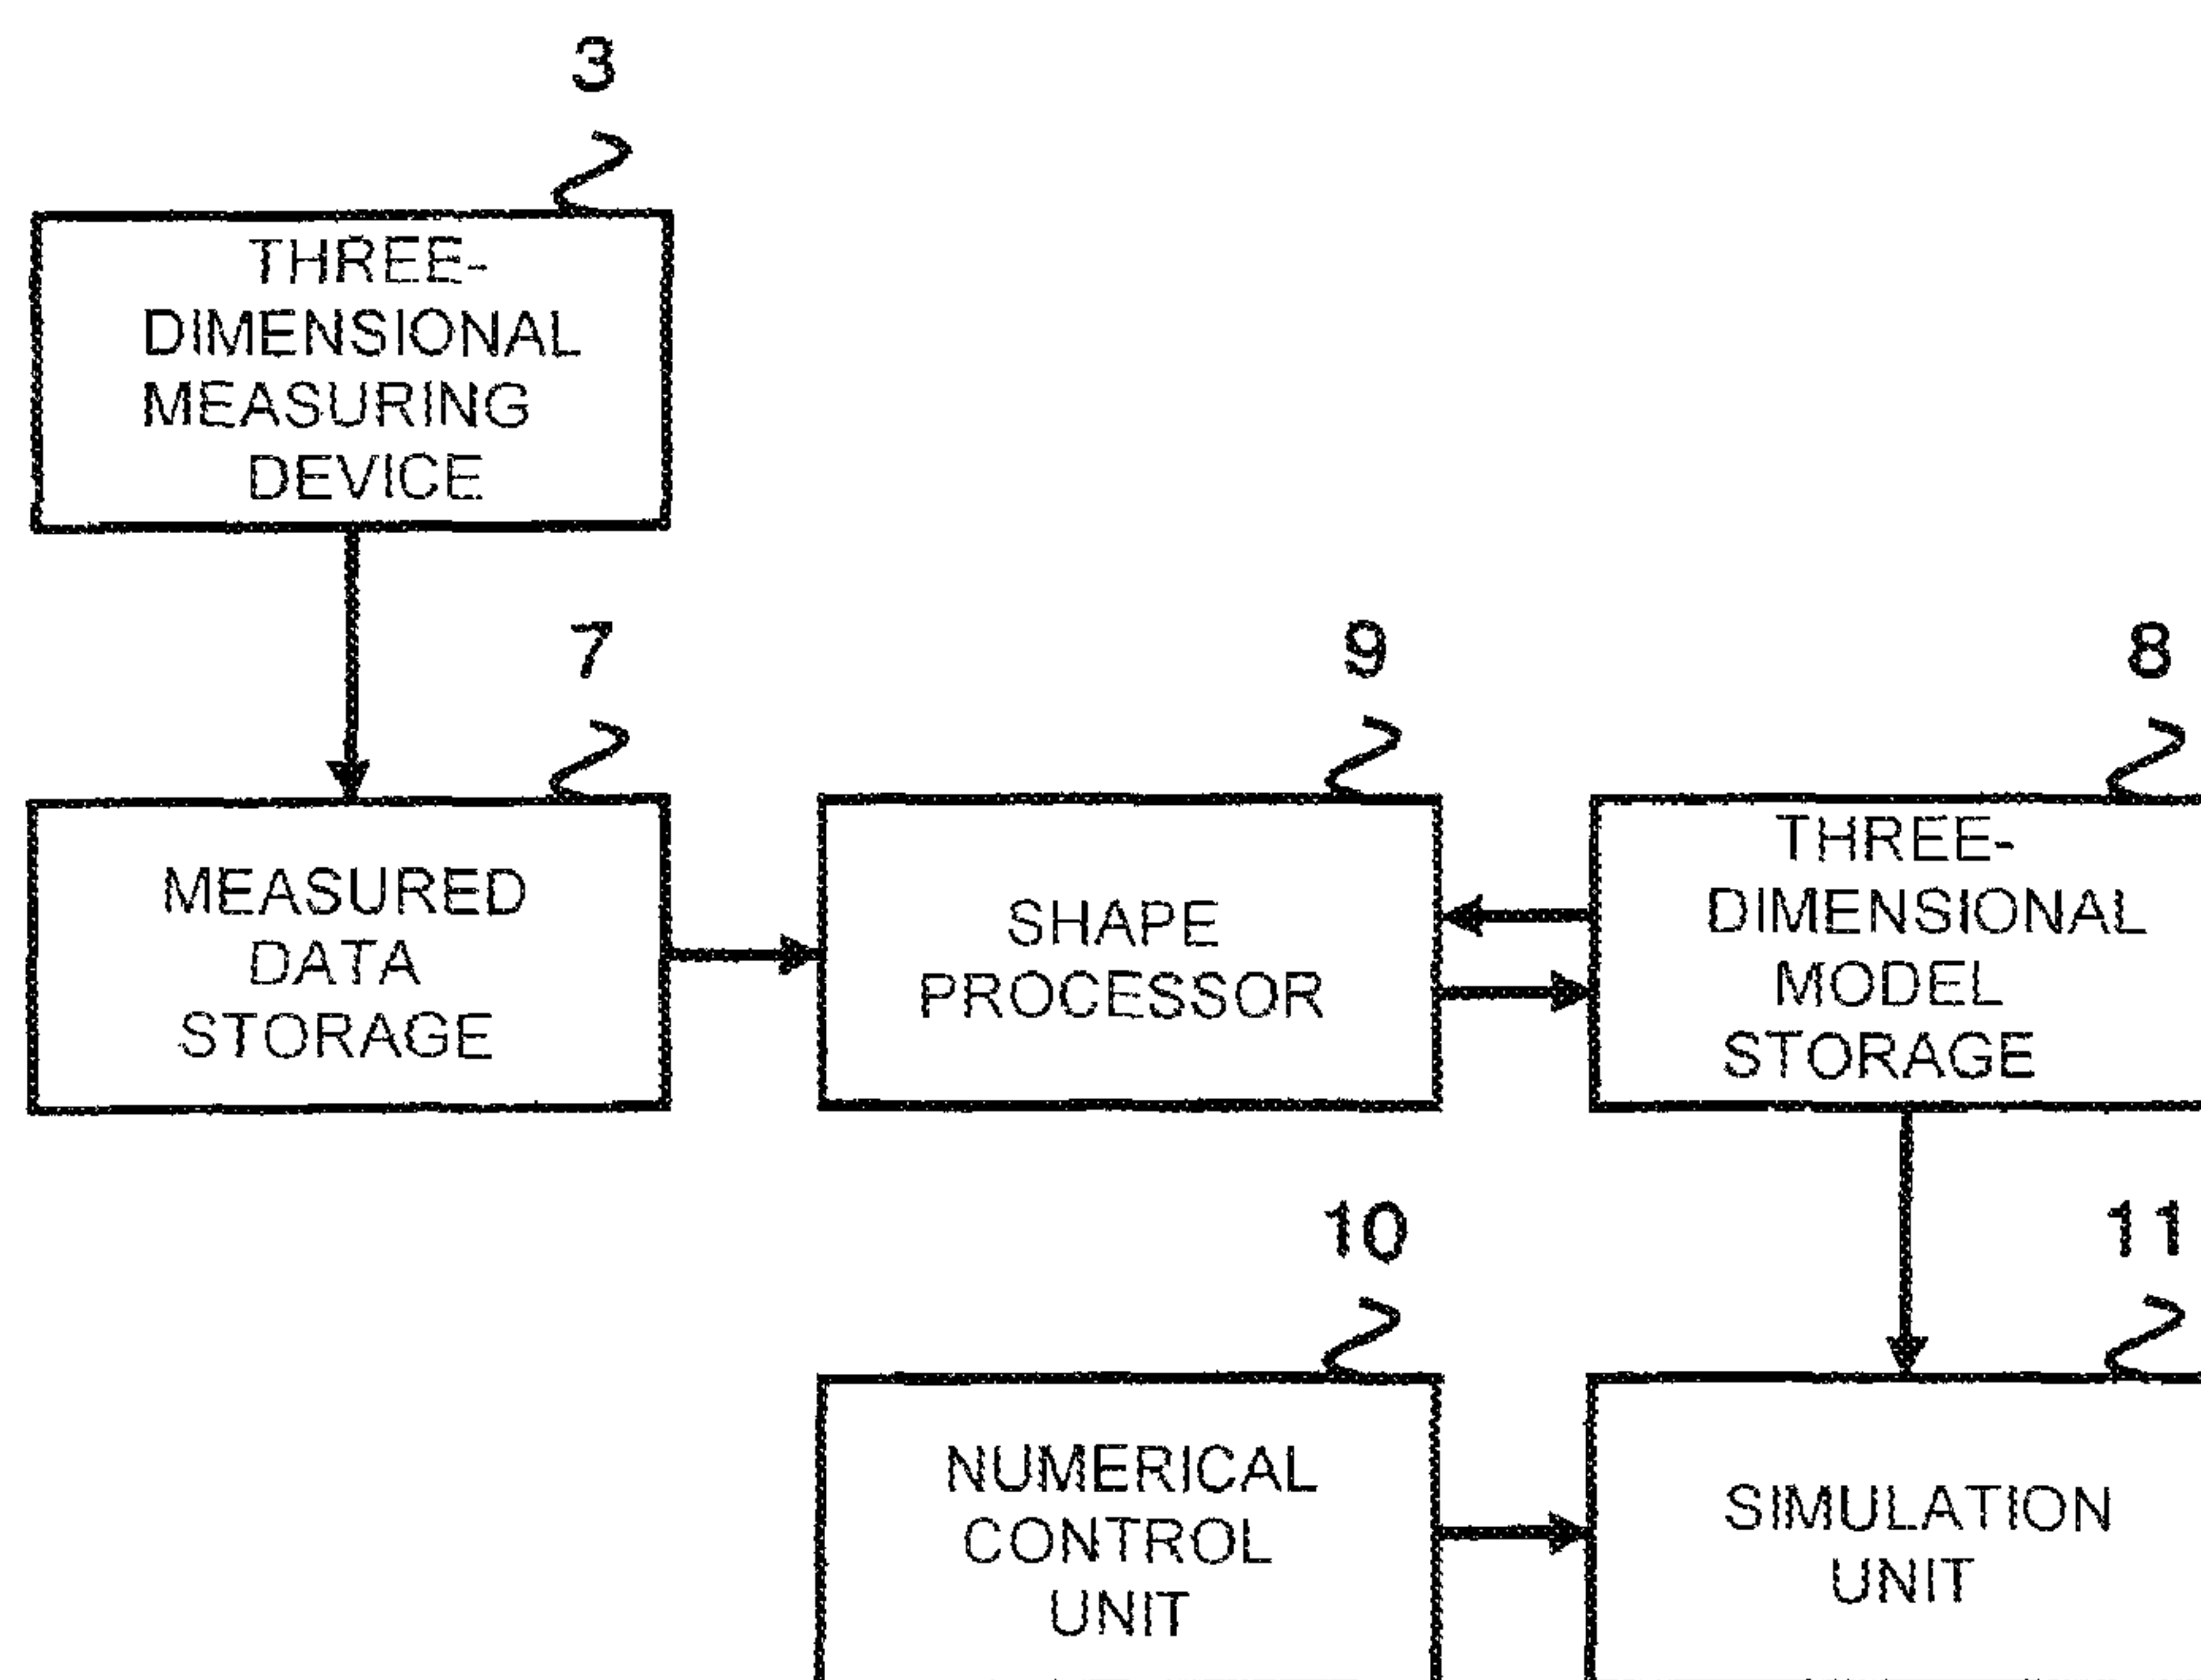 3
THREE-
DIMENSIONAL
MEASURING
DEVICE
7
9
8
MEASURED
DATA
STORAGE
SHAPE
PROCESSOR
THREE-
DIMENSIONAL
MODEL
STORAGE
10
11
NUMERICAL
CONTROL
UNIT
SIMULATION
UNIT